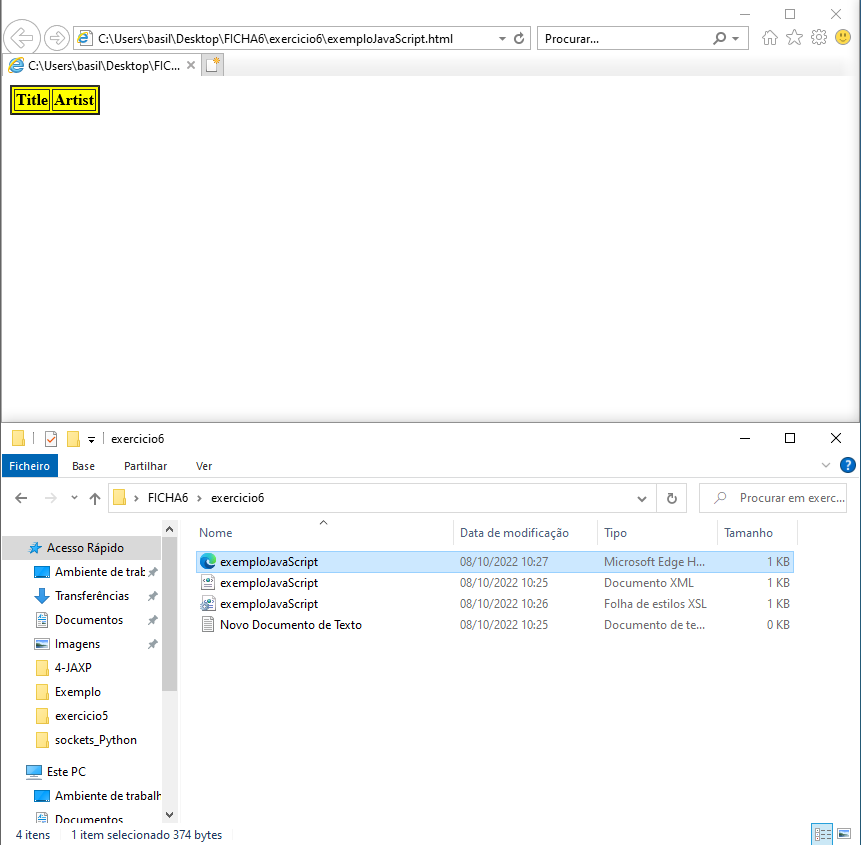 C:\Users\basil\Desktop\FICHA6\exercicio6\exemploJavaScript.html
Procurar...
C:\Users\basil\Desktop\FIC...
Title Artist
exercicio6
Ficheiro Base Partilhar Ver
FICHA6 exercicio6
Procurar em exerc...
Nome Data de modificação Tipo Tamanho
Acesso Rápido
Ambiente de trab
Transferências
Documentos
Imagens
4-JAXP
Exemplo
exercicio5
sockets_Python
Este PC
Ambiente de trabalh
Documentos
exemploJavaScript 08/10/2022 10:27 Microsoft Edge H... 1 KB
exemploJavaScript 08/10/2022 10:25 Documento XML 1 KB
exemploJavaScript 08/10/2022 10:26 Folha de estilos XSL 1 KB
Novo Documento de Texto 08/10/2022 10:25 Documento de te... 0 KB
4 itens 1 item selecionado 374 bytes